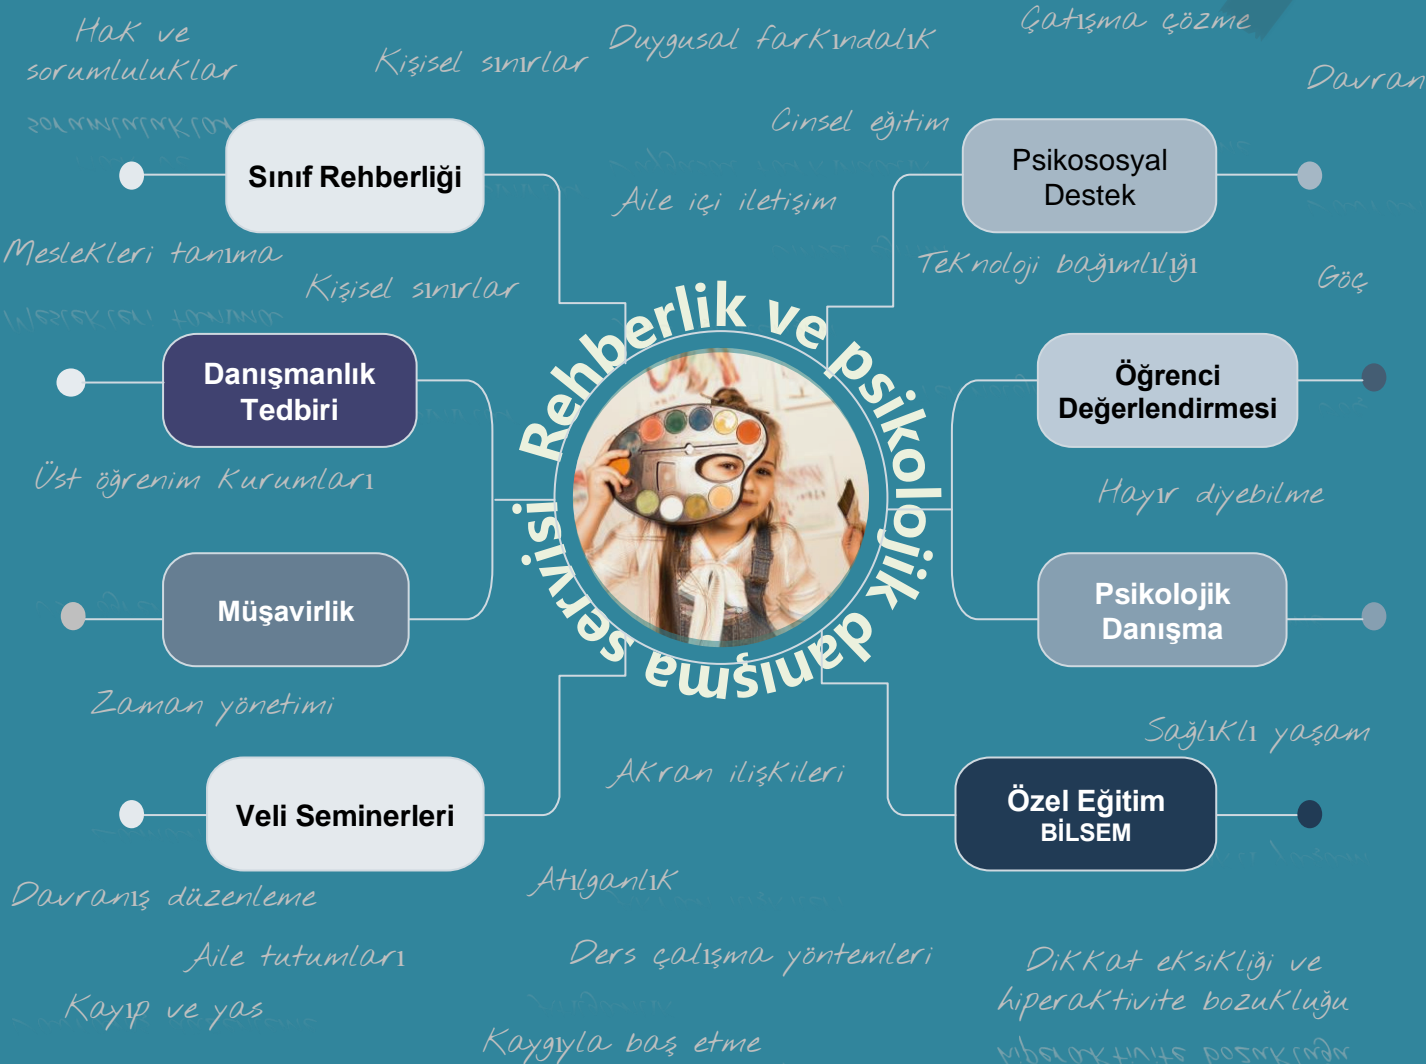 Hak ve
sorumluluklar
Kişisel sınırlar
Duygusal farkındalık
Çatışma çözme
Davran
Cinsel eğitim
Sınıf Rehberliği
Psikososyal
Destek
Aile içi iletişim
Meslekleri tanıma
Kişisel sınırlar
Teknoloji bağımlılığı
Göç
Rehberlik ve psikolojik danışma servisi
Danışmanlık
Tedbiri
Öğrenci
Değerlendirmesi
Üst öğrenim kurumları
Hayır diyebilme
Müşavirlik
Psikolojik
Danışma
Zaman yönetimi
Sağlıklı yaşam
Akran ilişkileri
Veli Seminerleri
Özel Eğitim
BİLSEM
Davranış düzenleme
Atılganlık
Aile tutumları
Ders çalışma yöntemleri
Dikkat eksikliği ve
hiperaktivite bozukluğu
Kayıp ve yas
Kaygıyla baş etme